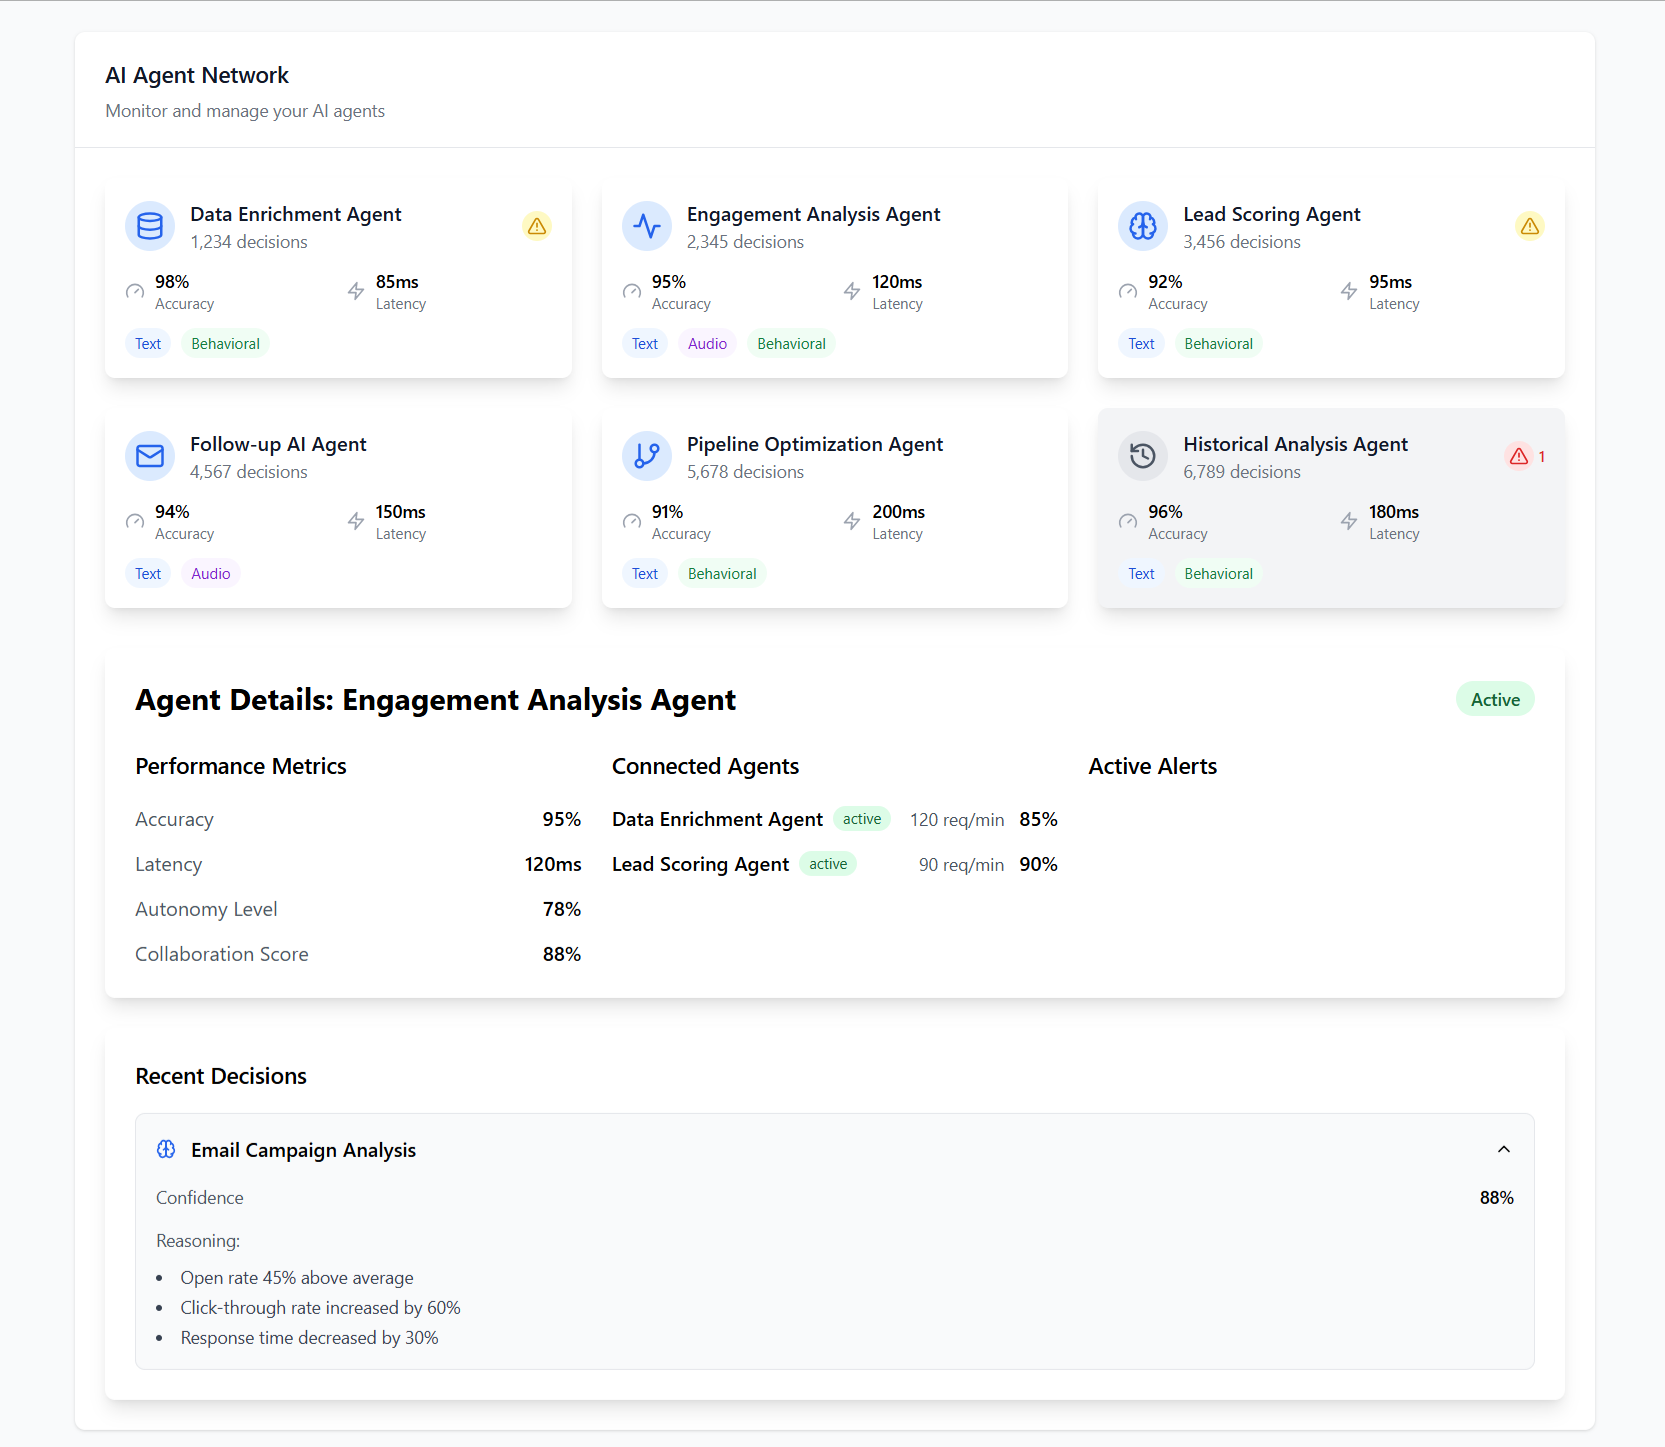 AI Agent Network
Monitor and manage your AI agents
Data Enrichment Agent
1,234 decisions
98%
Accuracy
85ms
Latency
Text
Behavioral
Engagement Analysis Agent
2,345 decisions
95%
Accuracy
120ms
Latency
Text
Audio
Behavioral
Lead Scoring Agent
3,456 decisions
92%
Accuracy
95ms
Latency
Text
Behavioral
Follow-up AI Agent
4,567 decisions
94%
Accuracy
150ms
Latency
Text
Audio
Pipeline Optimization Agent
5,678 decisions
91%
Accuracy
200ms
Latency
Text
Behavioral
Historical Analysis Agent
6,789 decisions
1
96%
Accuracy
180ms
Latency
Text
Behavioral
Agent Details: Engagement Analysis Agent
Active
Performance Metrics
Accuracy 95%
Latency 120ms
Autonomy Level 78%
Collaboration Score 88%
Connected Agents
Data Enrichment Agent active 120 req/min 85%
Lead Scoring Agent active 90 req/min 90%
Active Alerts
Recent Decisions
Email Campaign Analysis
Confidence 88%
Reasoning:
• Open rate 45% above average
• Click-through rate increased by 60%
• Response time decreased by 30%